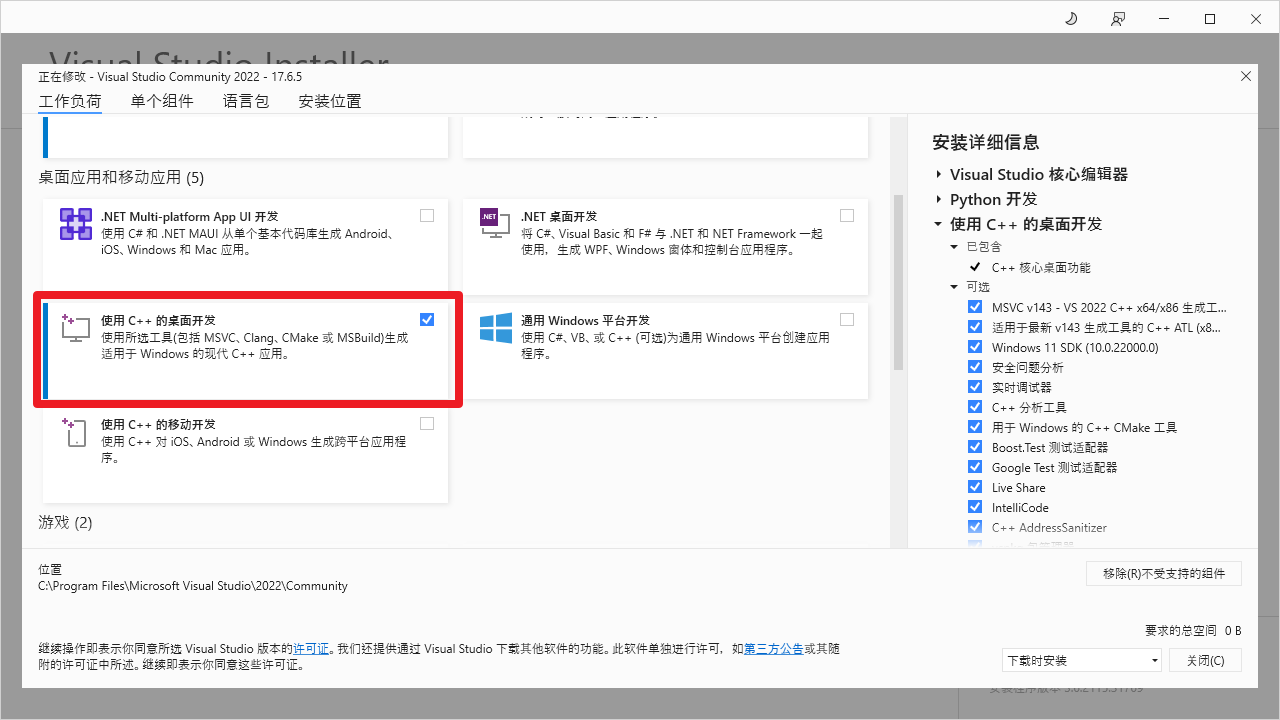 Visual Studio Installer
正在修改 - Visual Studio Community 2022 - 17.6.5
工作负荷 单个组件 语言包 安装位置
桌面应用和移动应用 (5)
.NET Multi-platform App UI 开发
使用 C# 和 .NET MAUI 从单个基本代码库生成 Android、
iOS、Windows 和 Mac 应用。
.NET
.NET 桌面开发
将 C#、Visual Basic 和 F# 与 .NET 和 NET Framework 一起
使用，生成 WPF、Windows 窗体和控制台应用程序。
使用 C++ 的桌面开发
使用所选工具(包括 MSVC、Clang、CMake 或 MSBuild)生成
适用于 Windows 的现代 C++ 应用。
通用 Windows 平台开发
使用 C#、VB、或 C++ (可选)为通用 Windows 平台创建应用
程序。
使用 C++ 的移动开发
使用 C++ 对 iOS、Android 或 Windows 生成跨平台应用程
序。
游戏 (2)
安装详细信息
Visual Studio 核心编辑器
Python 开发
使用 C++ 的桌面开发
已包含
C++ 核心桌面功能
可选
MSVC v143 - VS 2022 C++ x64/x86 生成工...
适用于最新 v143 生成工具的 C++ ATL (x8...
Windows 11 SDK (10.0.22000.0)
安全问题分析
实时调试器
C++ 分析工具
用于 Windows 的 C++ CMake 工具
Boost.Test 测试适配器
Google Test 测试适配器
Live Share
IntelliCode
C++ AddressSanitizer
位置
C:\Program Files\Microsoft Visual Studio\2022\Community
移除(R)不受支持的组件
要求的总空间 0 B
继续操作即表示你同意所选 Visual Studio 版本的许可证。我们还提供通过 Visual Studio 下载其他软件的功能。此软件单独进行许可，如第三方公告或其随
附的许可证中所述。继续即表示你同意这些许可证。
下载时安装
关闭(C)